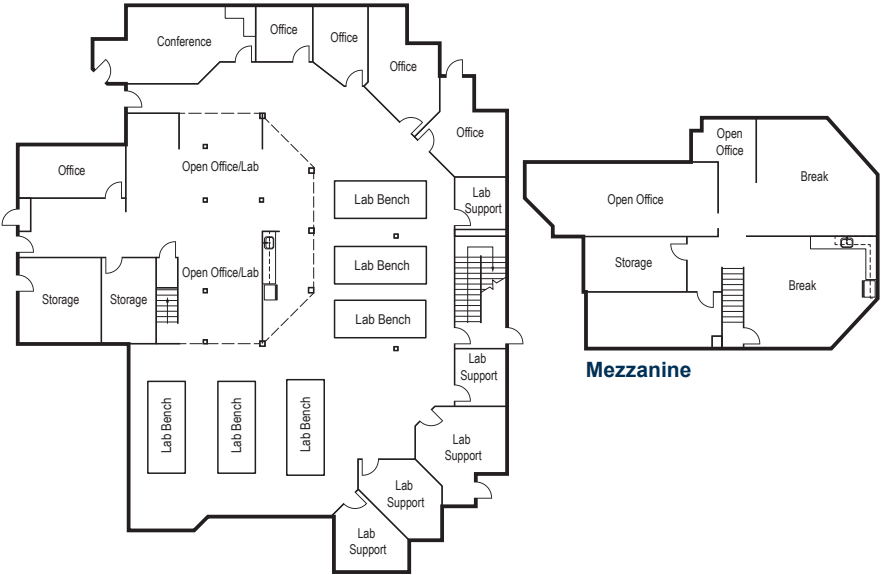 Conference
Office
Office
Office
Office
Open Office/Lab
Office
Lab Bench
Lab
Support
Lab Bench
Open Office/Lab
Storage
Storage
Lab Bench
Lab
Support
Lab Bench
Lab Bench
Lab Bench
Lab
Support
Lab
Support
Lab
Support
Open
Office
Break
Open Office
Storage
Break
Mezzanine